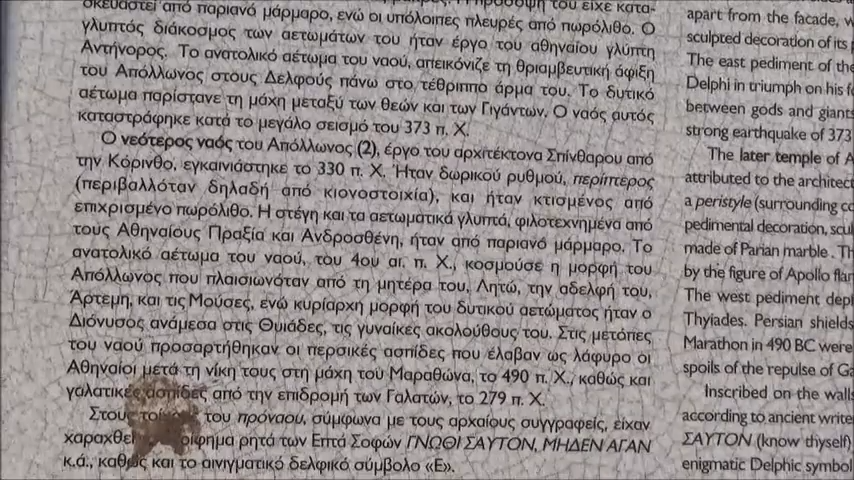 σκευαστεί από παριανό μάρμαρο, ενώ οι υπόλοιπες πλευρές από πωρόλιθο. Ο
γλυπτός διάκοσμος των αετωμάτων του ήταν έργο του αθηναίου γλύπτη
Αντήνορος. Το ανατολικό αέτωμα του ναού, απεικόνιζε τη θριαμβευτική άφιξη
του Απόλλωνος στους Δελφούς πάνω στο τέθριππο άρμα του. Το δυτικό
αέτωμα παρίστανε τη μάχη μεταξύ των θεών και των Γιγάντων. Ο ναός αυτός
καταστράφηκε κατά το μεγάλο σεισμό του 373 π. Χ.
Ο νεότερος ναός του Απόλλωνος (2), έργο του αρχιτέκτονα Σπίνθαρου από
την Κόρινθο, εγκαινιάστηκε το 330 π. Χ. Ήταν δωρικού ρυθμού, περίπτερος
(περιβαλλόταν δηλαδή από κιονοστοιχία), και ήταν κτισμένος από
επιχρισμένο πωρόλιθο. Η στέγη και τα αετωματικά γλυπτά, φιλοτεχνημένα από
τους Αθηναίους Πραξία και Ανδροσθένη, ήταν από παριανό μάρμαρο. Το
ανατολικό αέτωμα του ναού, του 4ου αι. π. Χ., κοσμούσε η μορφή του
Απόλλωνος που πλαισιωνόταν από τη μητέρα του, Λητώ, την αδελφή του,
Άρτεμη, και τις Μούσες, ενώ κυρίαρχη μορφή του δυτικού αετώματος ήταν ο
Διόνυσος ανάμεσα στις Θυιάδες, τις γυναίκες ακολούθους του. Στις μετόπες
του ναού προσαρτήθηκαν οι περσικές ασπίδες που έλαβαν ως λάφυρο οι
Αθηναίοι μετά τη νίκη τους στη μάχη του Μαραθώνα, το 490 π. Χ., καθώς και
γαλατικές ασπίδες από την επιδρομή των Γαλατών, το 279 π. Χ.
Στους του πρόναου, σύμφωνα με τους αρχαίους συγγραφείς, είχαν
ρητά των Επτά Σοφών ΓΝΩΘΙ ΣΑΥΤΟΝ, ΜΗΔΕΝ ΑΓΑΝ
κ.ά., καθώς και το αινιγματικό δελφικό σύμβολο «Ε».
apart from the facade,
sculpted decoration of its
The east pediment of the
Delphi in triumph on his
between gods and giants
strong earthquake of 373
The later temple of
attributed to the architect
a peristyle (surrounding
pedimental decoration,
made of Parian marble.
by the figure of Apollo
The west pediment
Thyiades. Persian shields
Marathon in 490 BC were
spoils of the repulse of
Inscribed on the walls
according to ancient
ΣΑΥΤΟΝ (know thyself)
enigmatic Delphic symbol